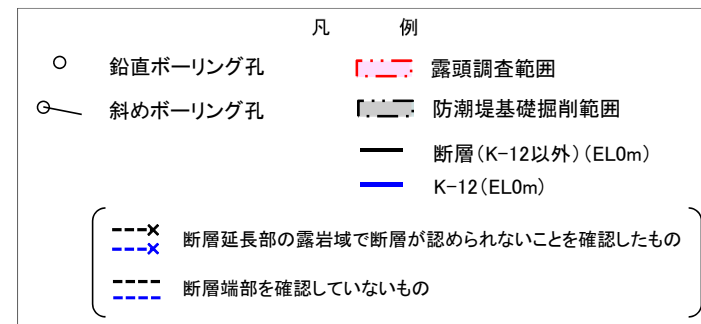 凡 例
鉛直ボーリング孔
露頭調査範囲
斜めボーリング孔
防潮堤基礎掘削範囲
断層(K-12以外)(EL0m)
K-12(EL0m)
断層延長部の露岩域で断層が認められないことを確認したもの
断層端部を確認していないもの